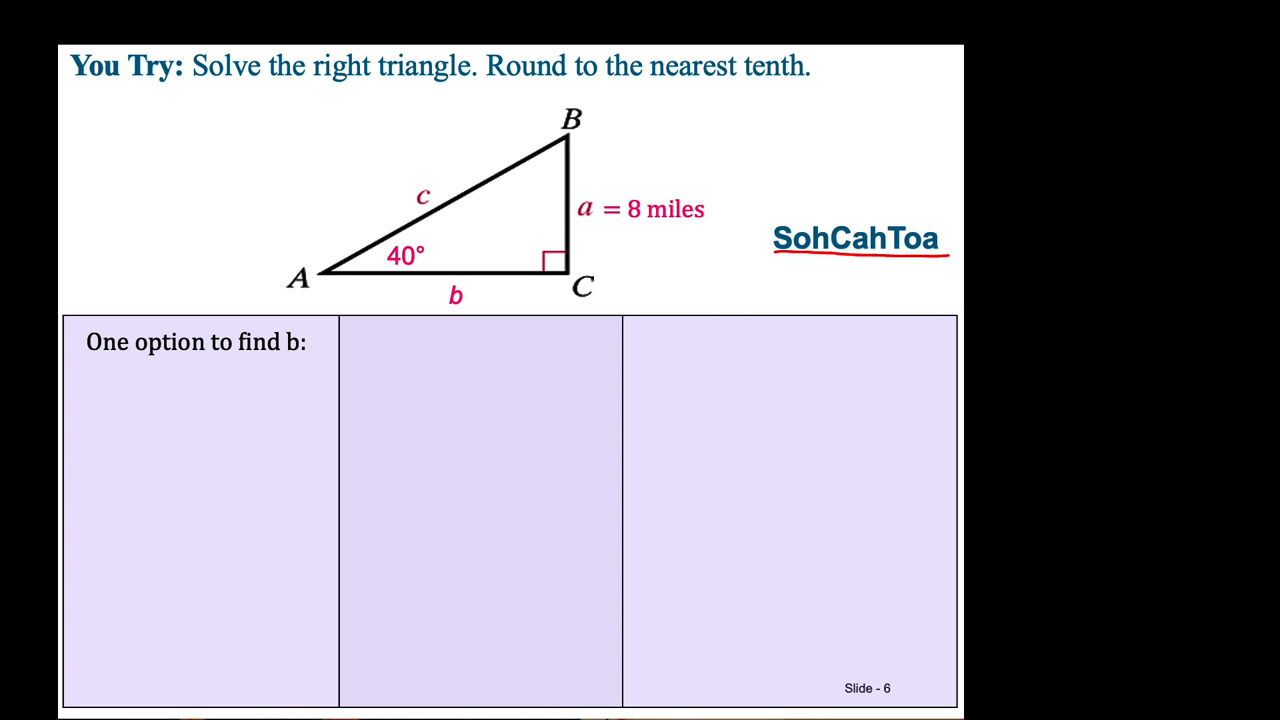 You Try: Solve the right triangle. Round to the nearest tenth.
B
c
a = 8 miles
SohCahToa
40°
A
C
b
One option to find b:
Slide - 6